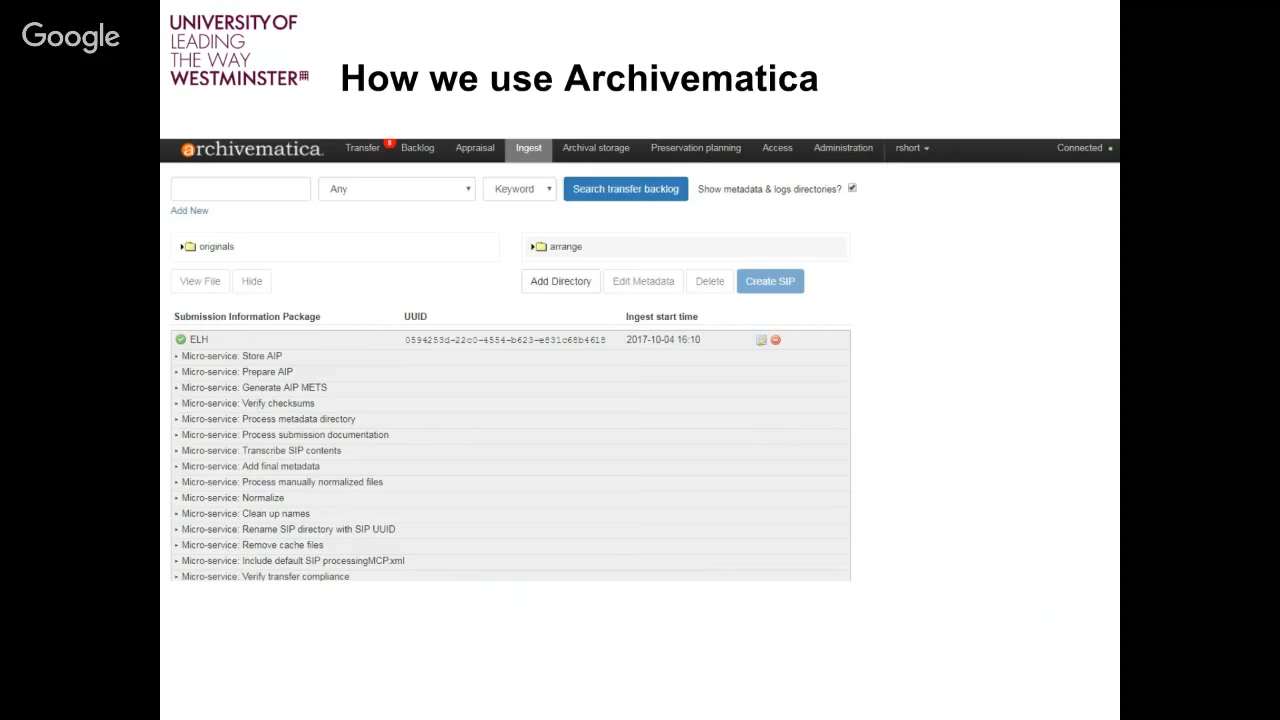 Google
UNIVERSITY OF
LEADING
THE WAY
WESTMINSTER
How we use Archivematica
archivematica.
Transfer 8 Backlog Appraisal Ingest Archival storage Preservation planning Access Administration rshort Connected
Any Keyword Search transfer backlog Show metadata & logs directories?
Add New
originals arrange
View File Hide Add Directory Edit Metadata Delete Create SIP
Submission Information Package UUID Ingest start time
ELH 0594253d-22c0-4554-b623-e831c68b4618 2017-10-04 16:10
Micro-service: Store AIP
Micro-service: Prepare AIP
Micro-service: Generate AIP METS
Micro-service: Verify checksums
Micro-service: Process metadata directory
Micro-service: Process submission documentation
Micro-service: Transcribe SIP contents
Micro-service: Add final metadata
Micro-service: Process manually normalized files
Micro-service: Normalize
Micro-service: Clean up names
Micro-service: Rename SIP directory with SIP UUID
Micro-service: Remove cache files
Micro-service: Include default SIP processingMCP.xml
Micro-service: Verify transfer compliance